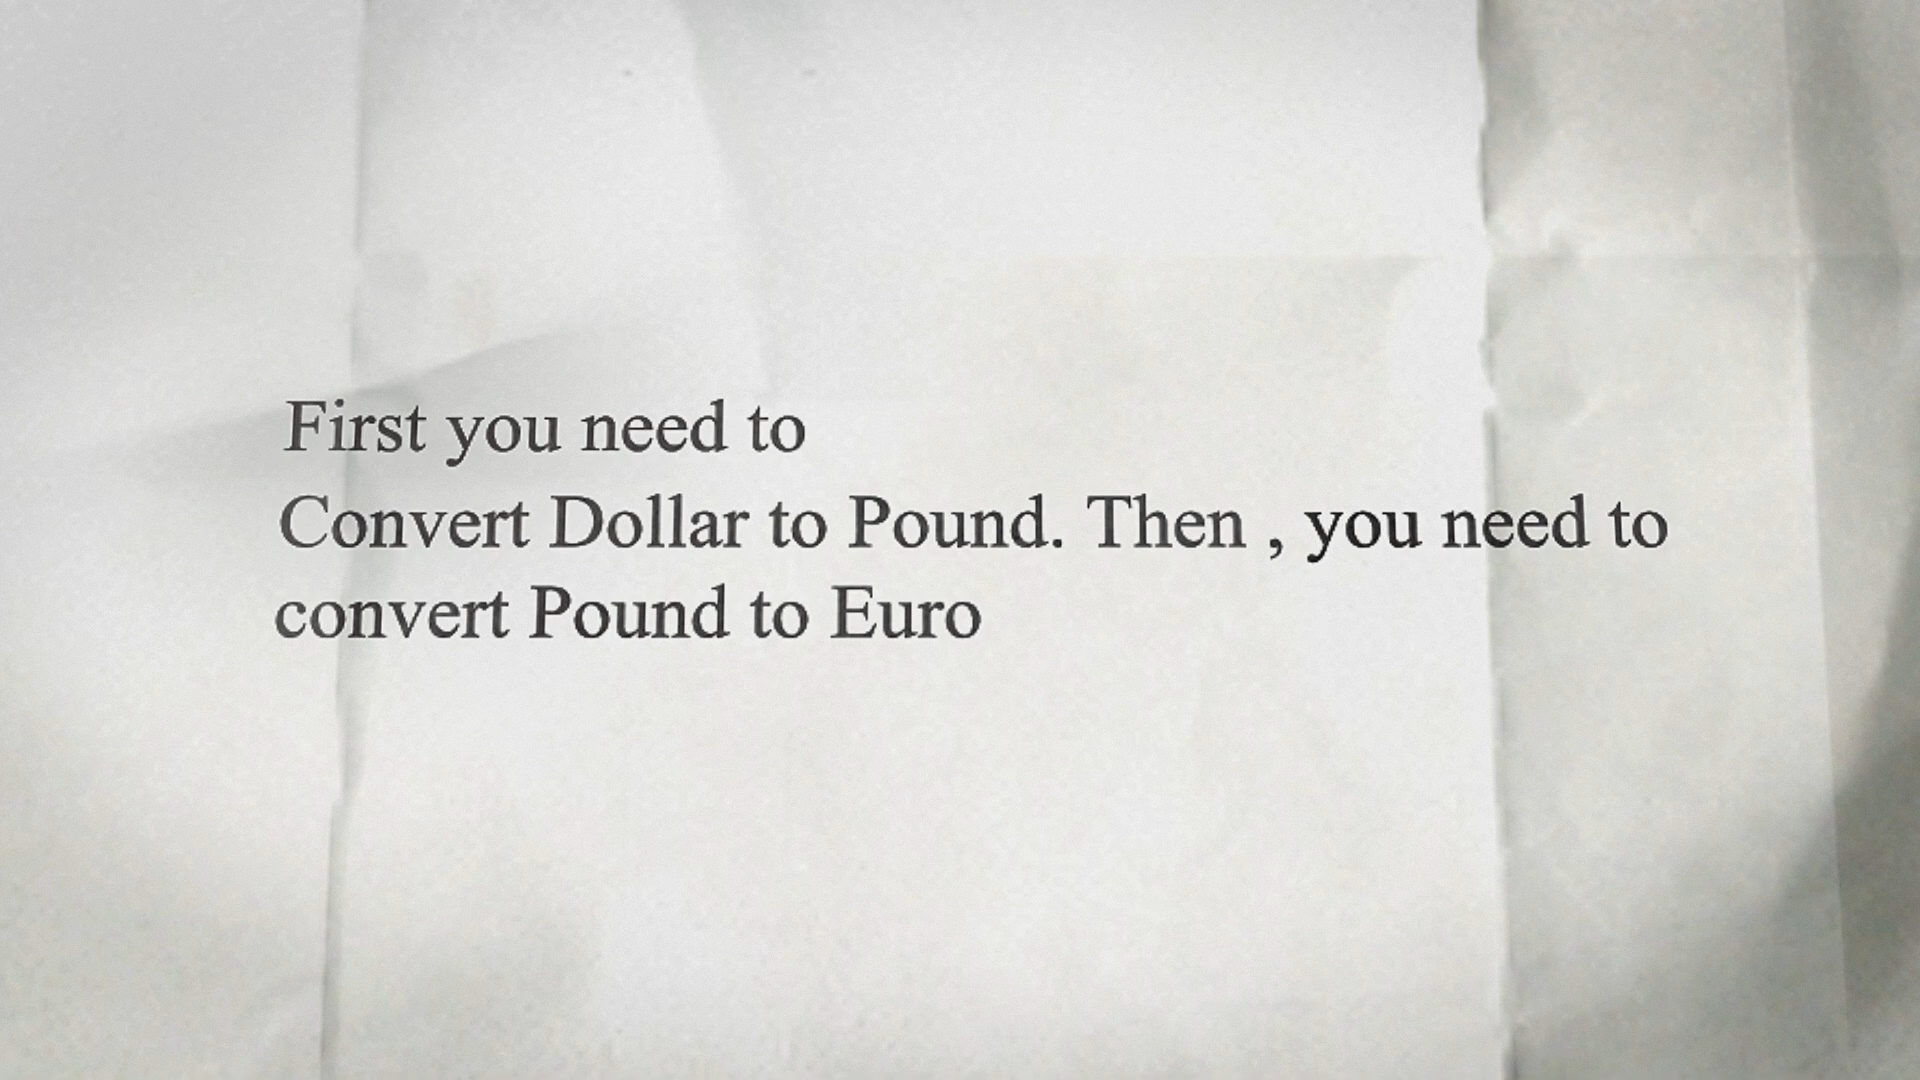 First you need to
Convert Dollar to Pound. Then , you need to
convert Pound to Euro